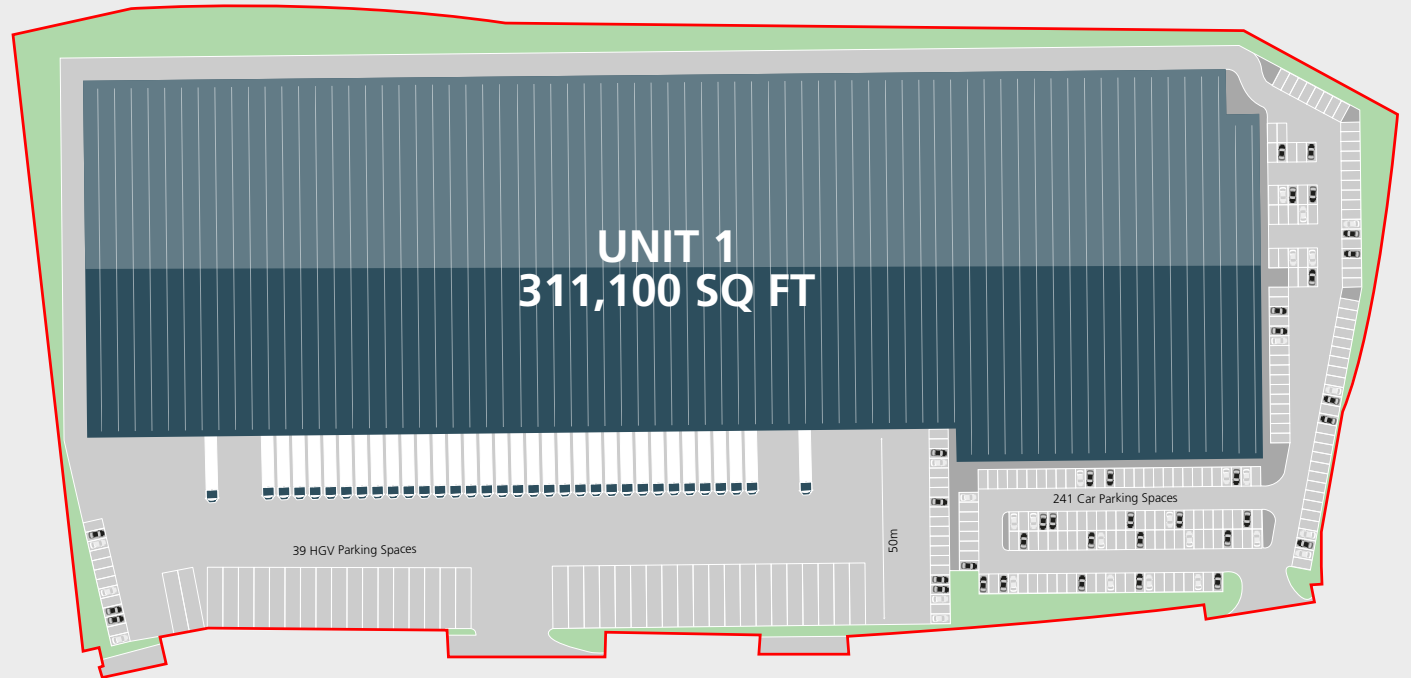 UNIT 1
311,100 SQ FT
241 Car Parking Spaces
50m
39 HGV Parking Spaces